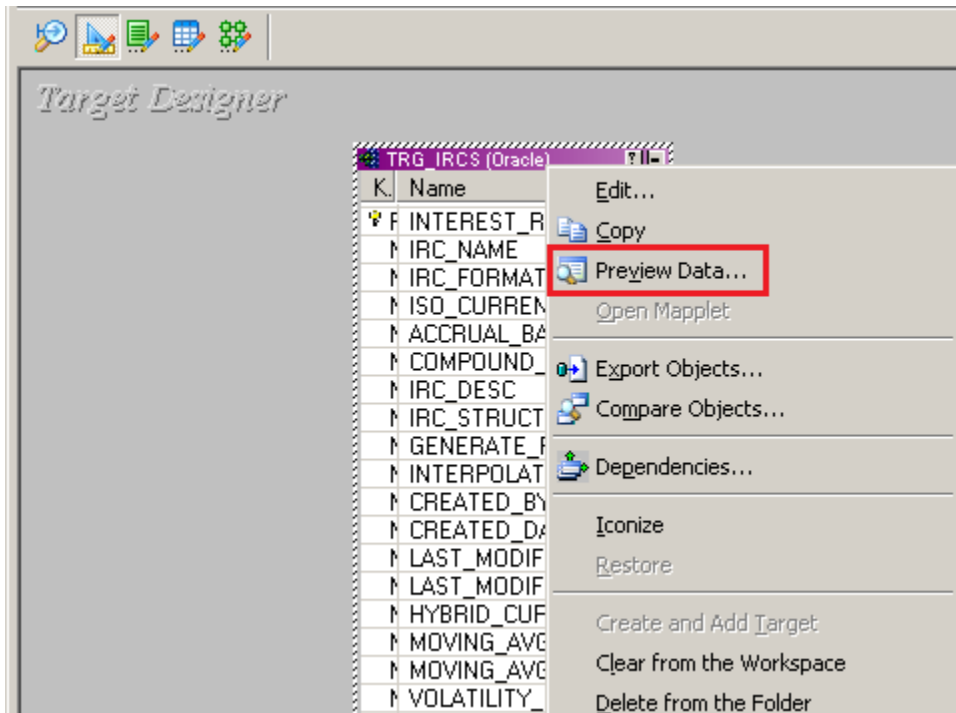 Target Designer
TRG_IRCS (Oracle)
K. Name
INTEREST_R
N IRC_NAME
N IRC_FORMAT
N ISO_CURREN
N ACCRUAL_BA
N COMPOUND_
N IRC_DESC
N IRC_STRUCT
N GENERATE_
N INTERPOLAT
N CREATED_BY
N CREATED_DA
N LAST_MODIF
N LAST_MODIF
N HYBRID_CUR
N MOVING_AVG
N MOVING_AVG
N VOLATILITY_
Edit...
Copy
Preview Data...
Open Mapplet
Export Objects...
Compare Objects...
Dependencies...
Iconize
Restore
Create and Add Target
Clear from the Workspace
Delete from the Folder